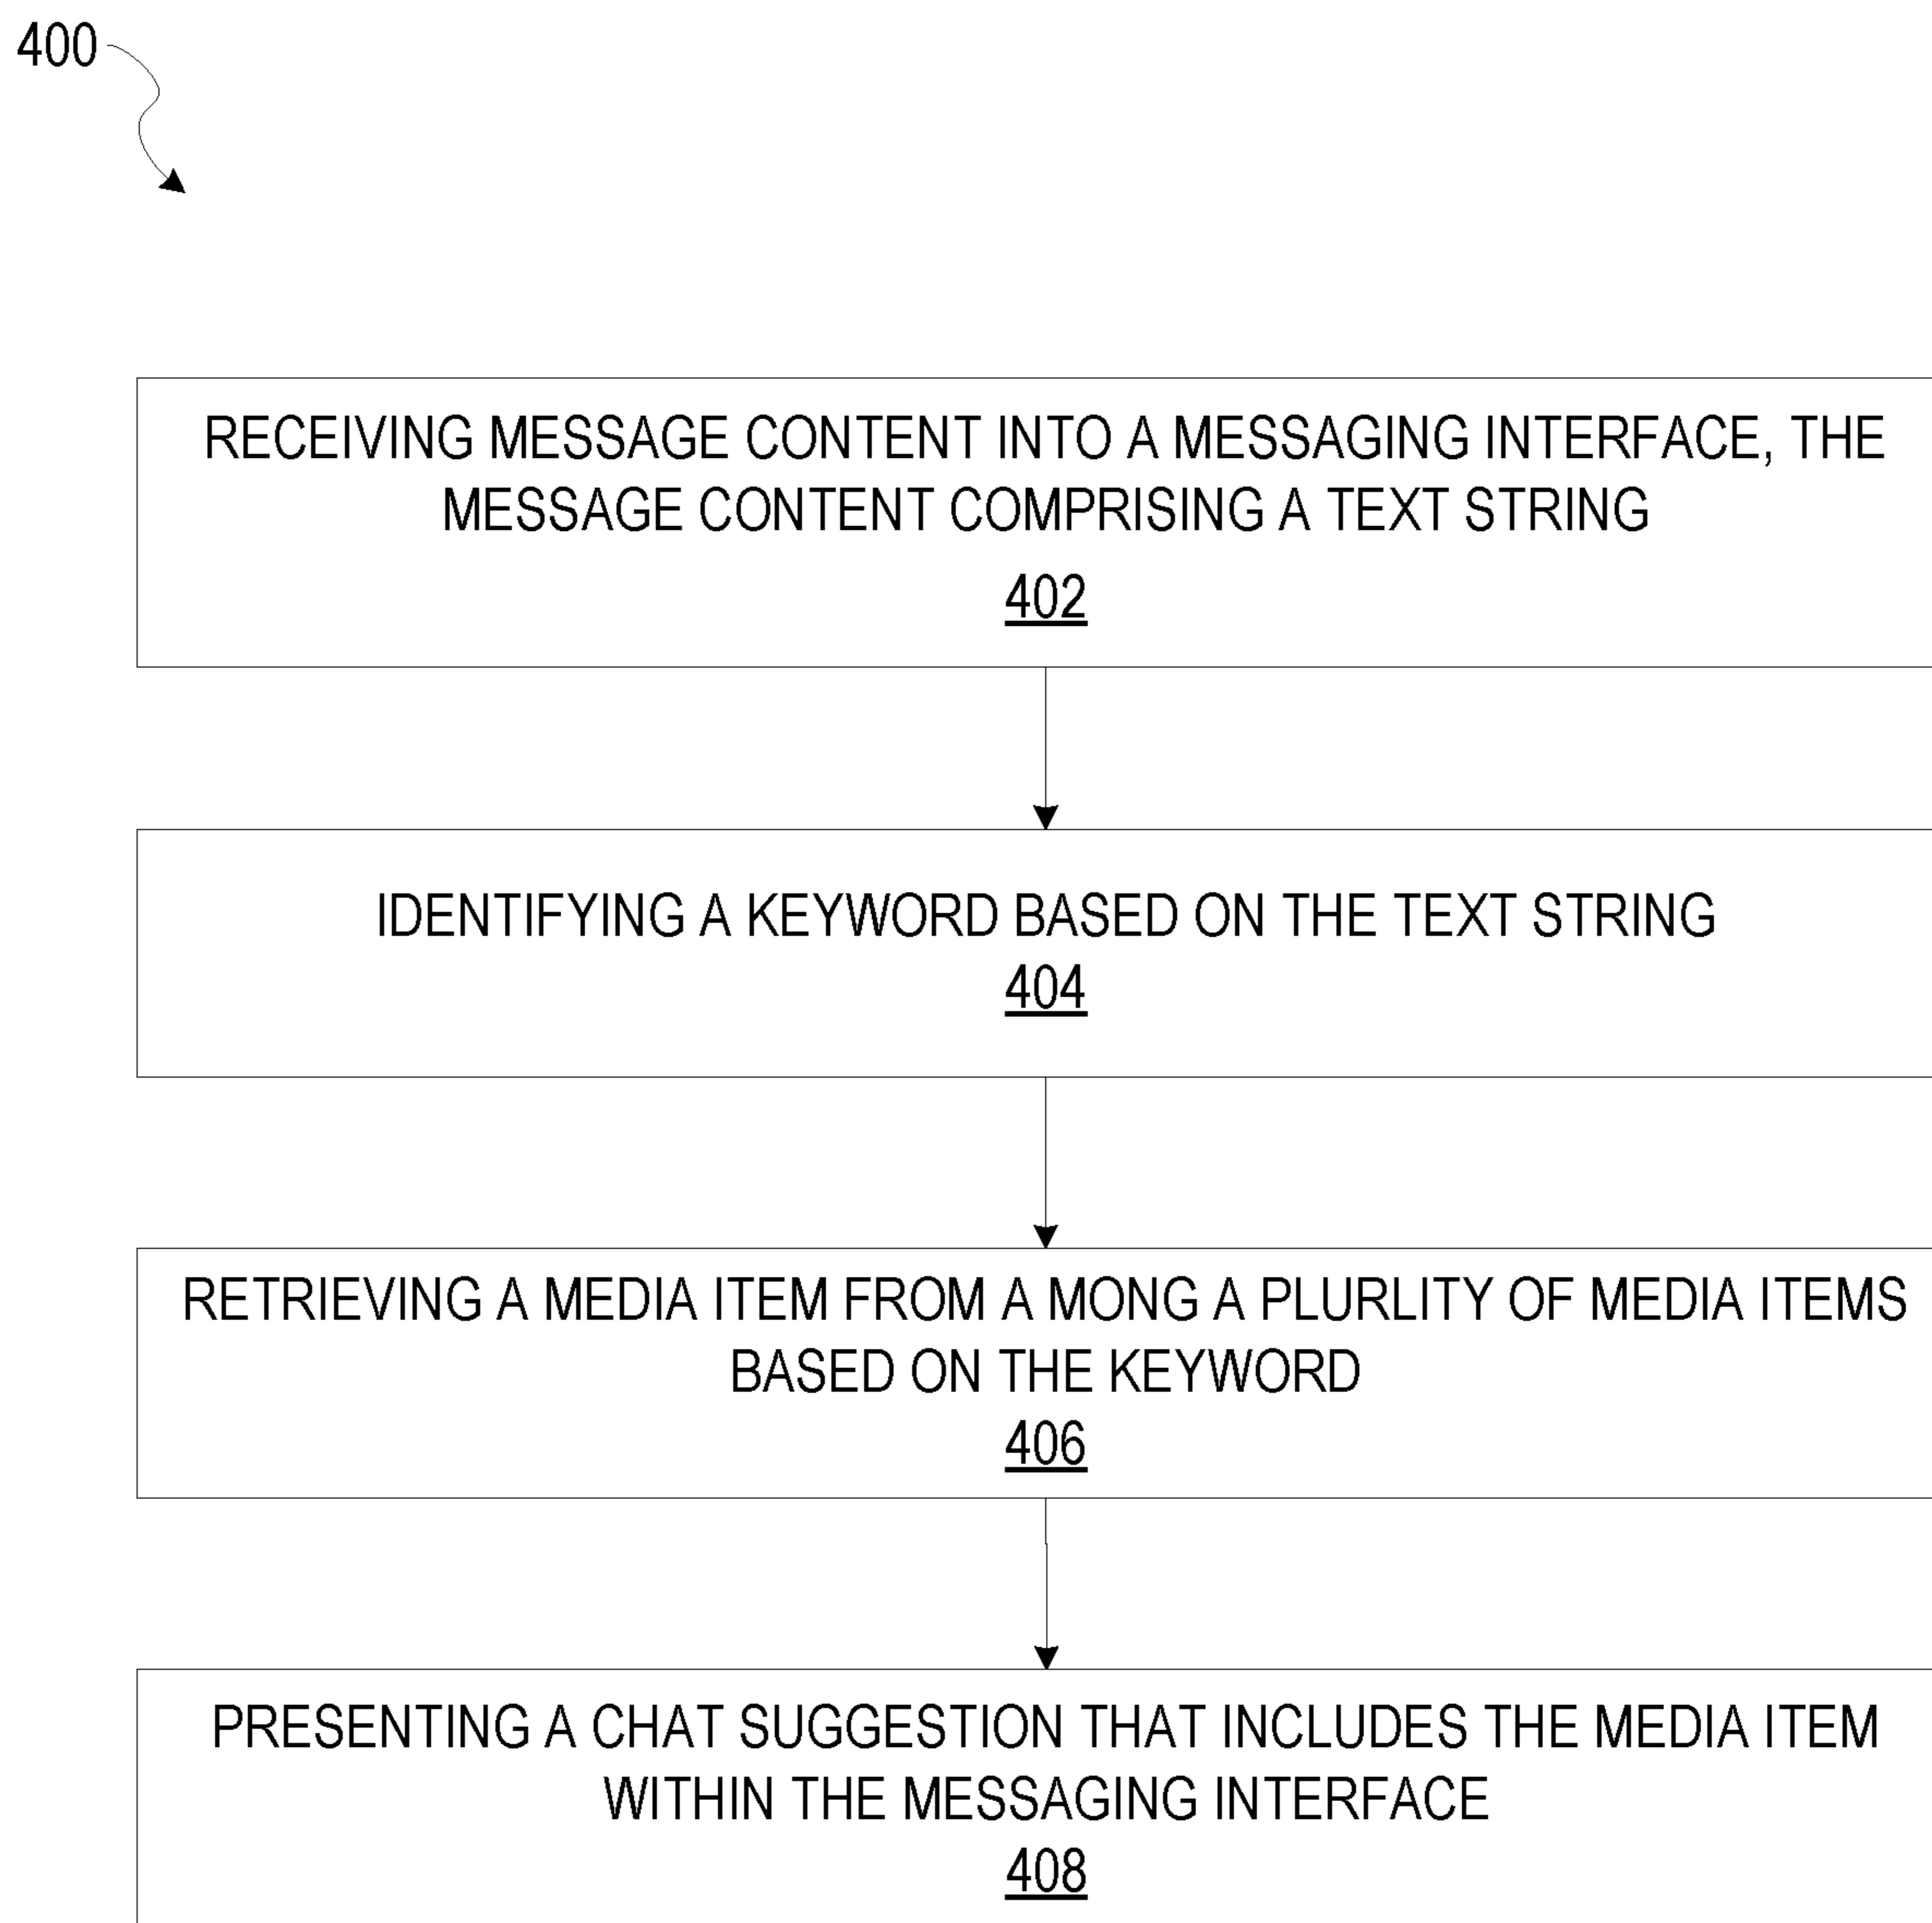 400
RECEIVING MESSAGE CONTENT INTO A MESSAGING INTERFACE, THE
MESSAGE CONTENT COMPRISING A TEXT STRING
402
IDENTIFYING A KEYWORD BASED ON THE TEXT STRING
404
RETRIEVING A MEDIA ITEM FROM A MONG A PLURLITY OF MEDIA ITEMS
BASED ON THE KEYWORD
406
PRESENTING A CHAT SUGGESTION THAT INCLUDES THE MEDIA ITEM
WITHIN THE MESSAGING INTERFACE
408